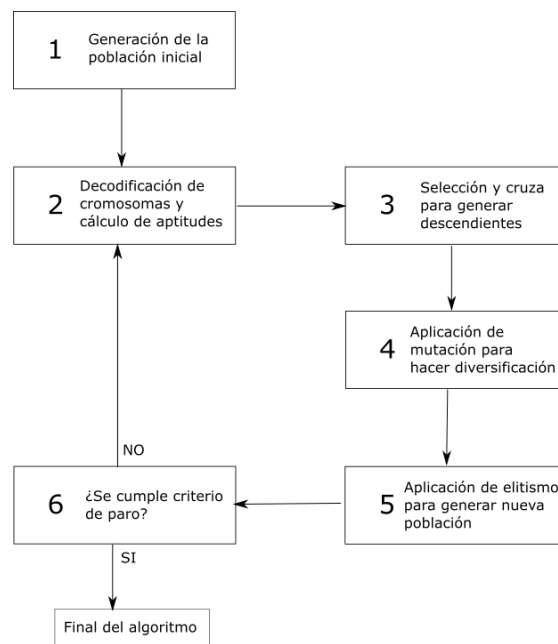 1
Generación de la
población inicial
2
Decodificación de
cromosomas y
cálculo de aptitudes
3
Selección y cruza
para generar
descendientes
4
Aplicación de
mutación para
hacer diversificación
5
Aplicación de elitismo
para generar nueva
población
6
¿Se cumple criterio
de paro?
NO
SI
Final del algoritmo